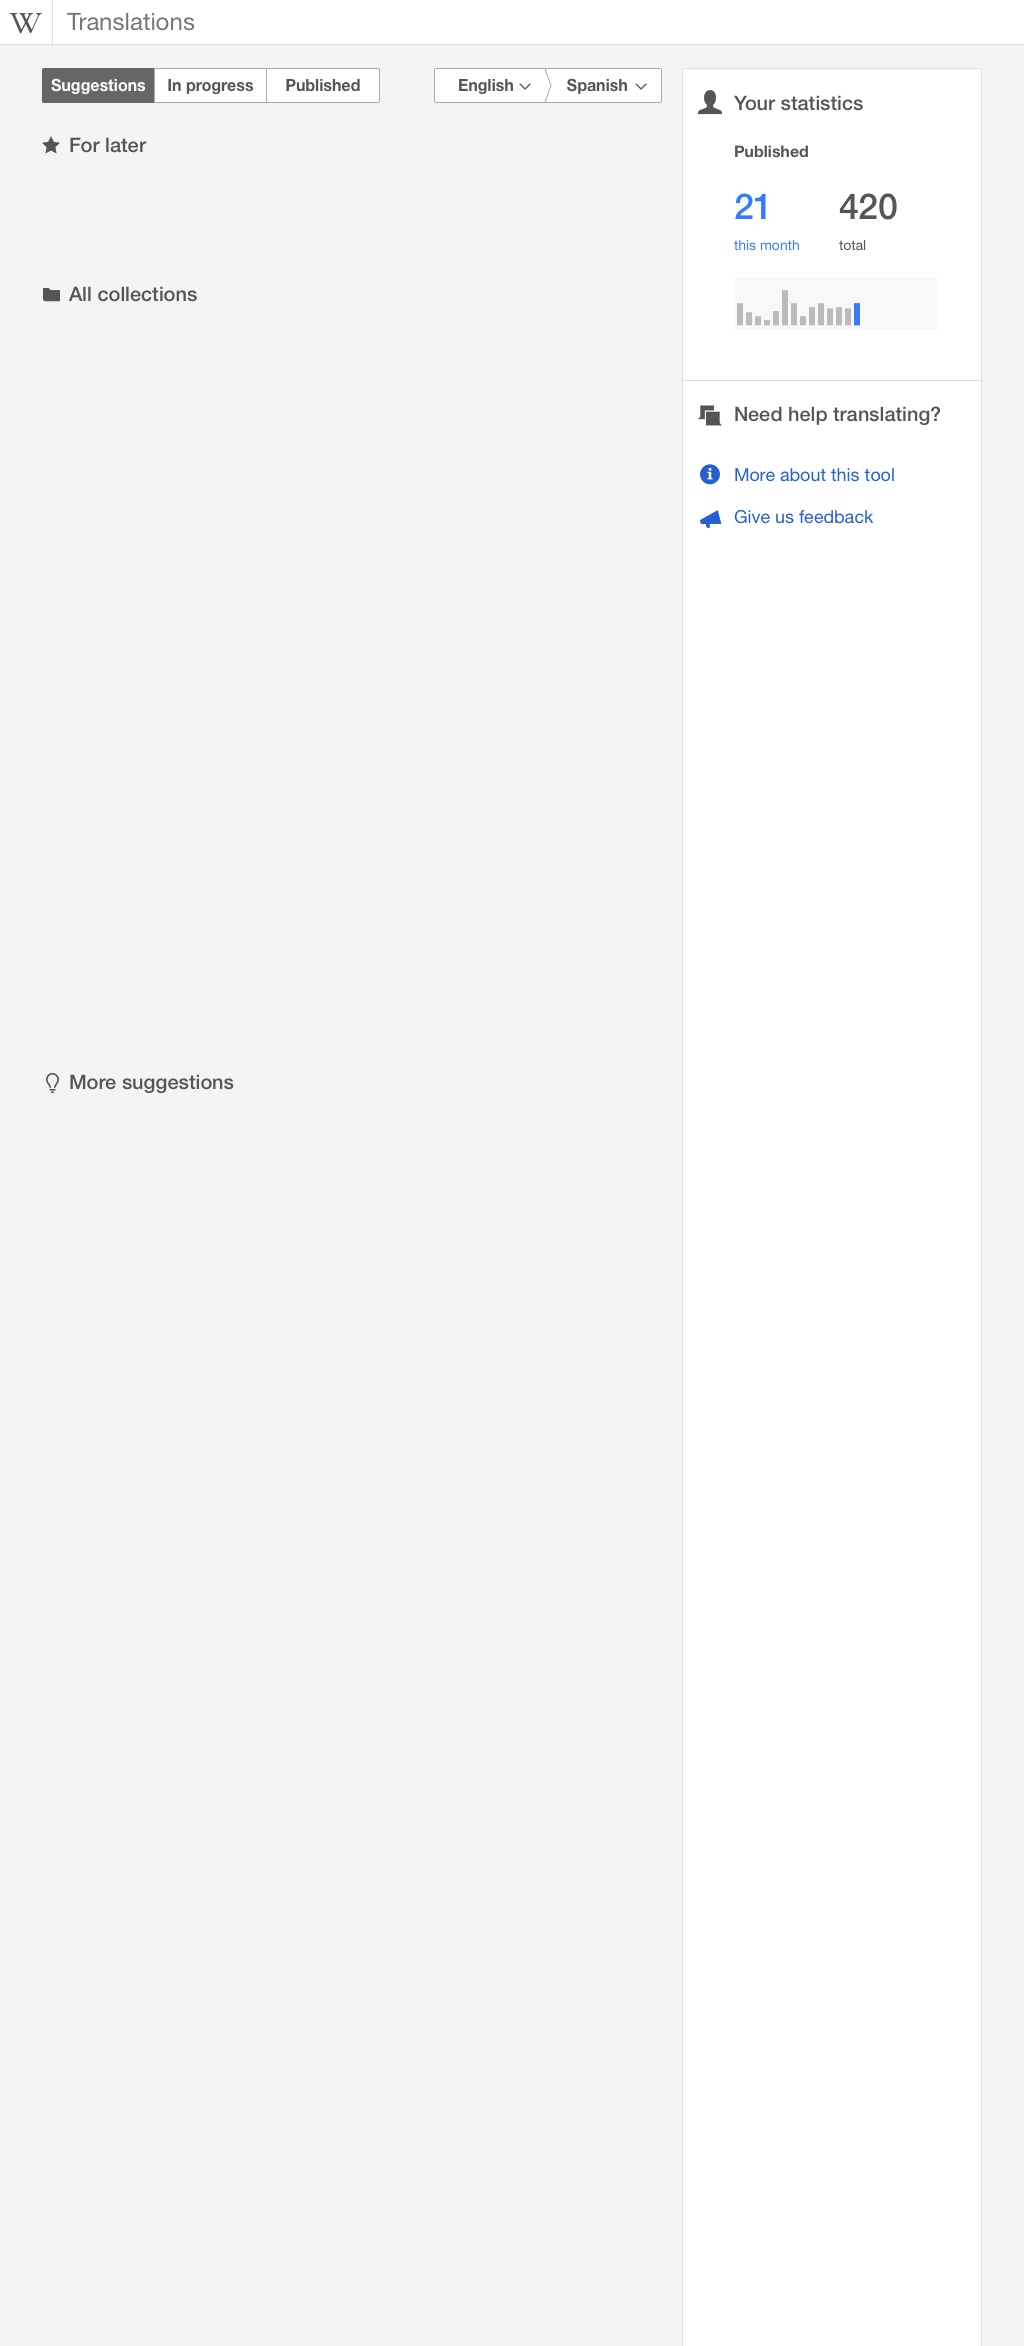 W Translations
Suggestions In progress Published English Spanish
For later
All collections
More suggestions
Your statistics
Published
21 420
this month total
Need help translating?
More about this tool
Give us feedback